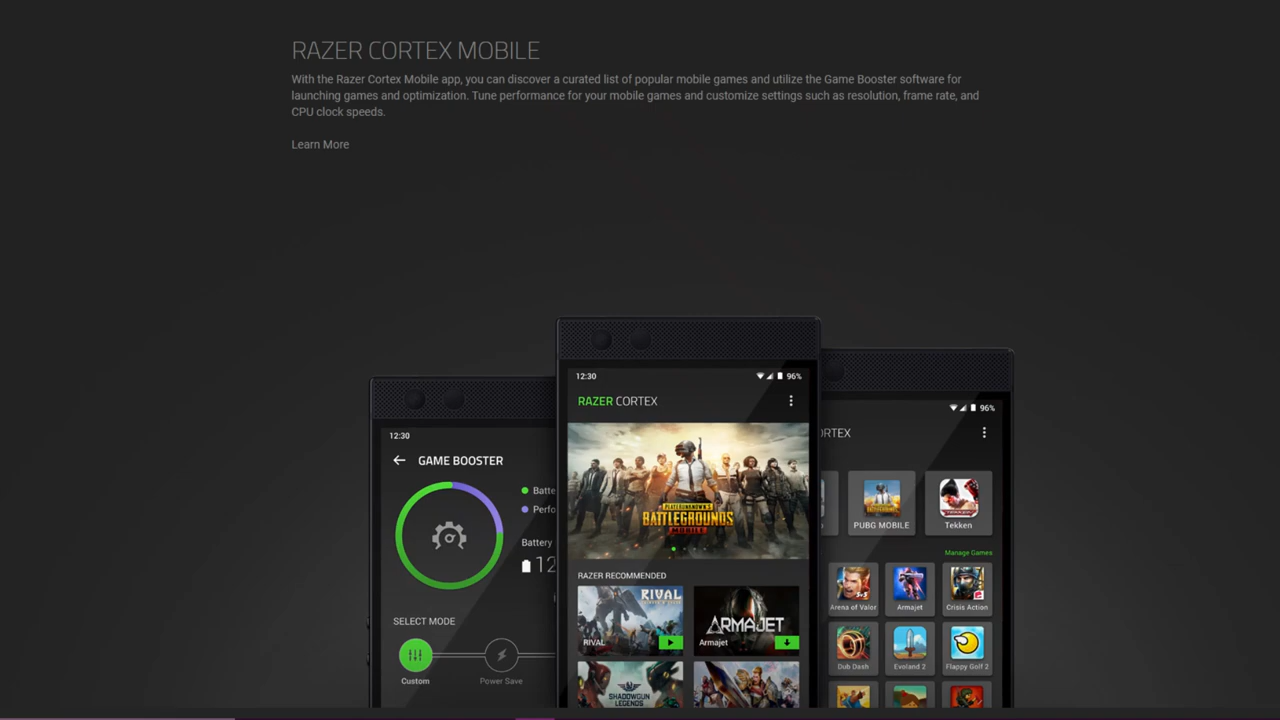 RAZER CORTEX MOBILE
With the Razer Cortex Mobile app, you can discover a curated list of popular mobile games and utilize the Game Booster software for
launching games and optimization. Tune performance for your mobile games and customize settings such as resolution, frame rate, and
CPU clock speeds.
Learn More
12:30
GAME BOOSTER
Batte
Perfo
Battery
12
SELECT MODE
Custom
Power Save
12:30
96%
RAZER CORTEX
PLAYERUNKNOWN'S
BATTLEGROUNDS
MOBILE
RAZER RECOMMENDED
RIVAL
RIVAL
ARMAJET
Armajet
SHADOWGUN
LEGENDS
96%
ORTEX
PUBG MOBILE
TEKKEN
Tekken
Manage Games
5v5
Arena of Valor
Armajet
Crisis Action
Dub Dash
Evoland 2
Flappy Golf 2